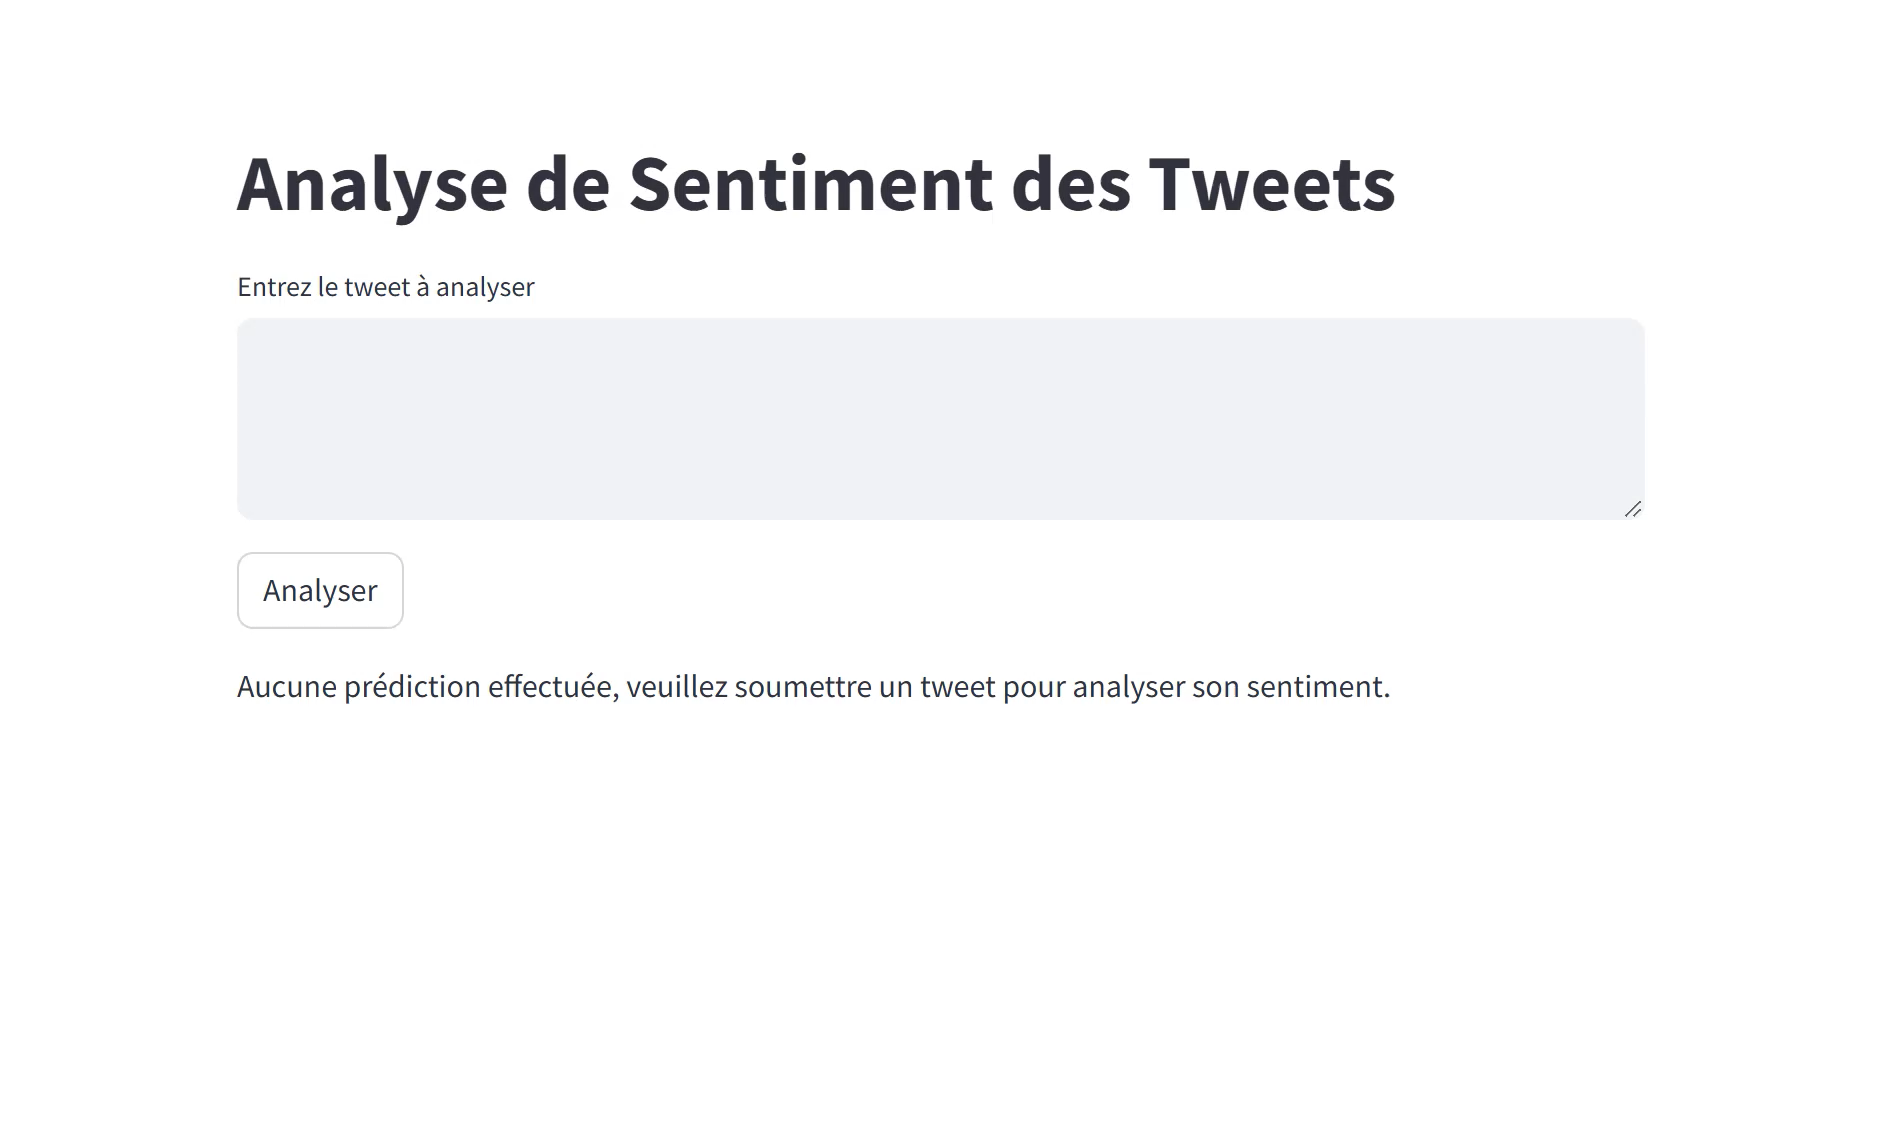 Analyse de Sentiment des Tweets
Entrez le tweet à analyser
Analyser
Aucune prédiction effectuée, veuillez soumettre un tweet pour analyser son sentiment.